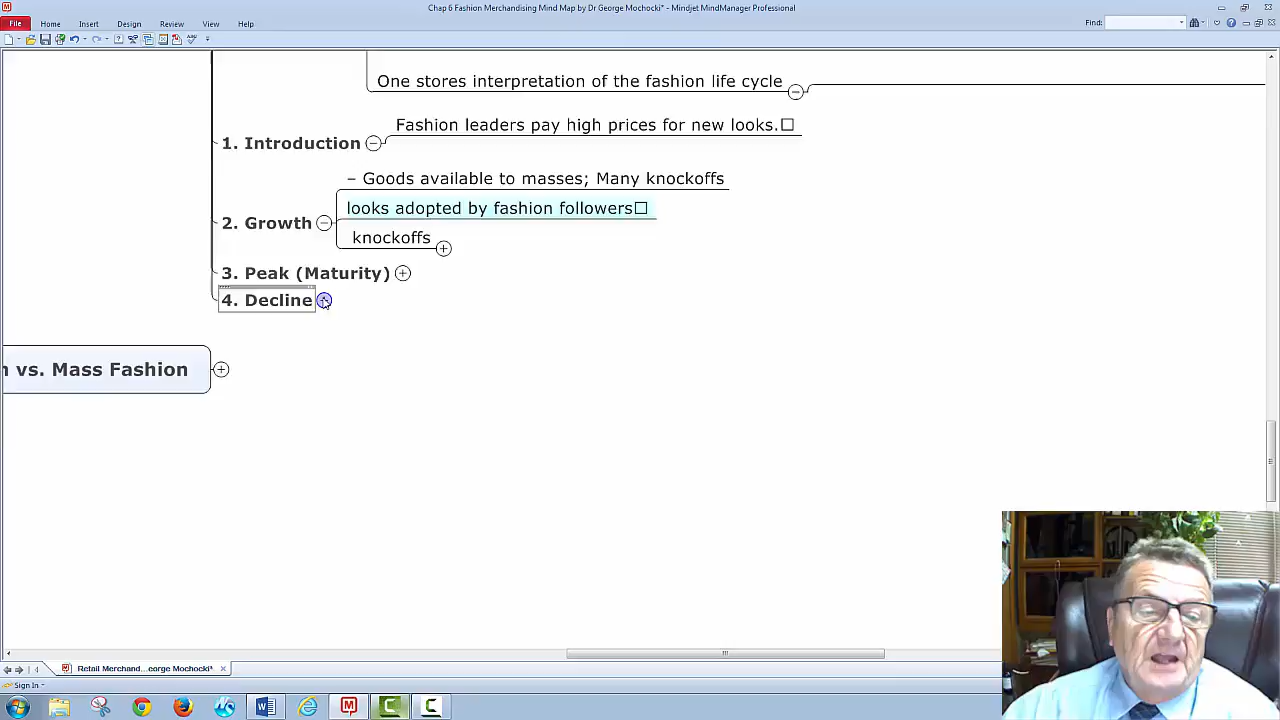 Chap 6 Fashion Merchandising Mind Map by Dr George Mochocki* - Mindjet MindManager Professional
File Home Insert Design Review View Help Find:
One stores interpretation of the fashion life cycle
Fashion leaders pay high prices for new looks.
1. Introduction
– Goods available to masses; Many knockoffs
looks adopted by fashion followers
2. Growth
knockoffs
3. Peak (Maturity)
4. Decline
vs. Mass Fashion
Retail Merchand...eorge Mochocki*
Sign In